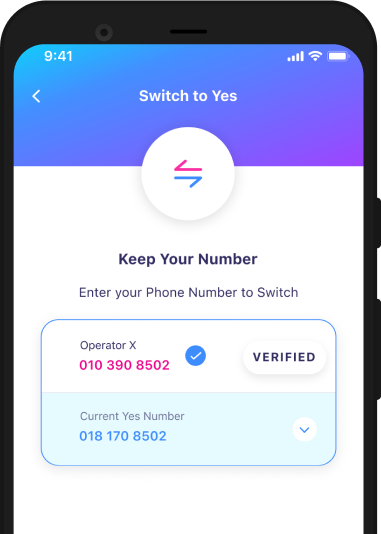 9:41
Switch to Yes
Keep Your Number
Enter your Phone Number to Switch
Operator X
010 390 8502
VERIFIED
Current Yes Number
018 170 8502